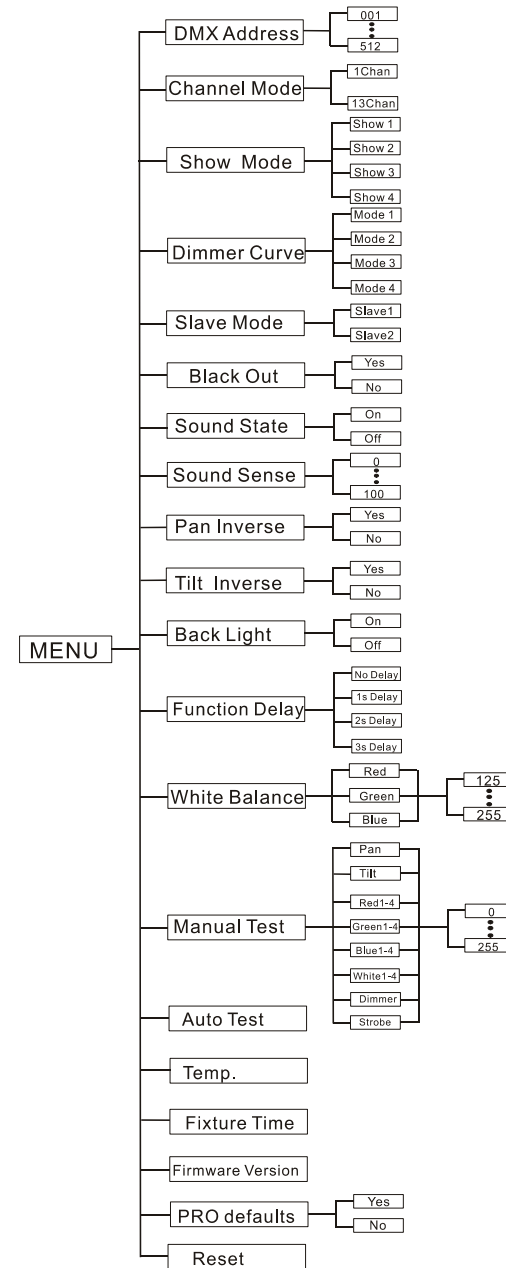 MENU
DMX Address
001
512
Channel Mode
1Chan
13Chan
Show Mode
Show 1
Show 2
Show 3
Show 4
Dimmer Curve
Mode 1
Mode 2
Mode 3
Mode 4
Slave Mode
Slave1
Slave2
Black Out
Yes
No
Sound State
On
Off
Sound Sense
0
100
Pan Inverse
Yes
No
Tilt Inverse
Yes
No
Back Light
On
Off
Function Delay
No Delay
1s Delay
2s Delay
3s Delay
White Balance
Red
Green
Blue
125
255
Manual Test
Pan
Tilt
Red1-4
Green1-4
Blue1-4
White1-4
Dimmer
Strobe
0
255
Auto Test
Temp.
Fixture Time
Firmware Version
PRO defaults
Yes
No
Reset